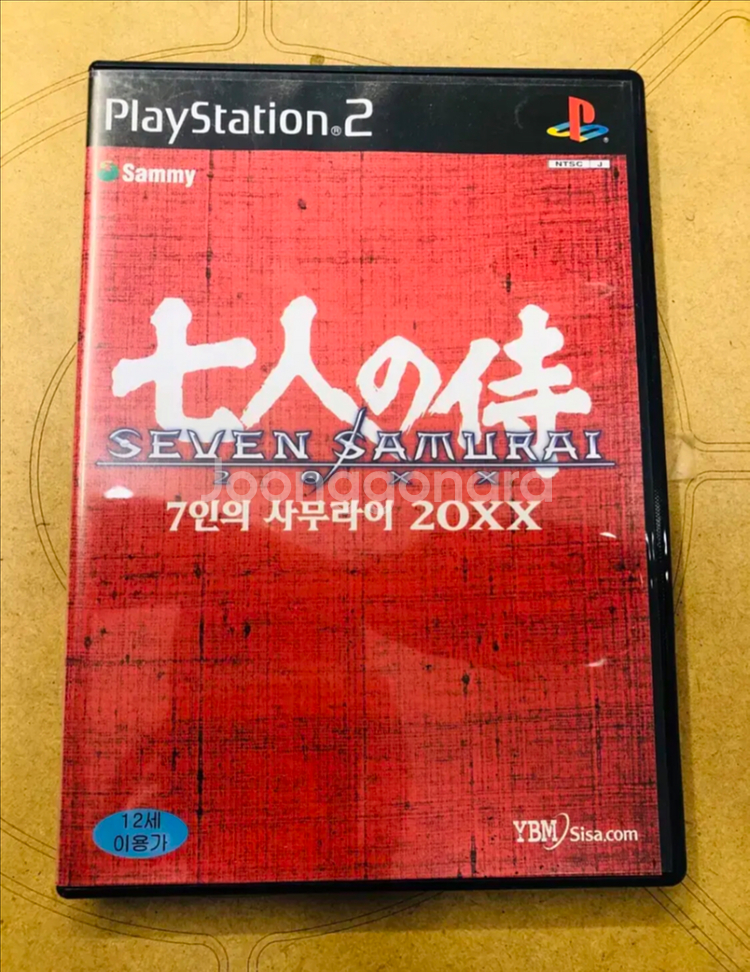 PlayStation®2
NTSC J
Sammy
七人の侍
SEVEN SAMURAI
20XX
Joonggonara
7인의 사무라이 20XX
12세
이용가
YBM Sisa.com